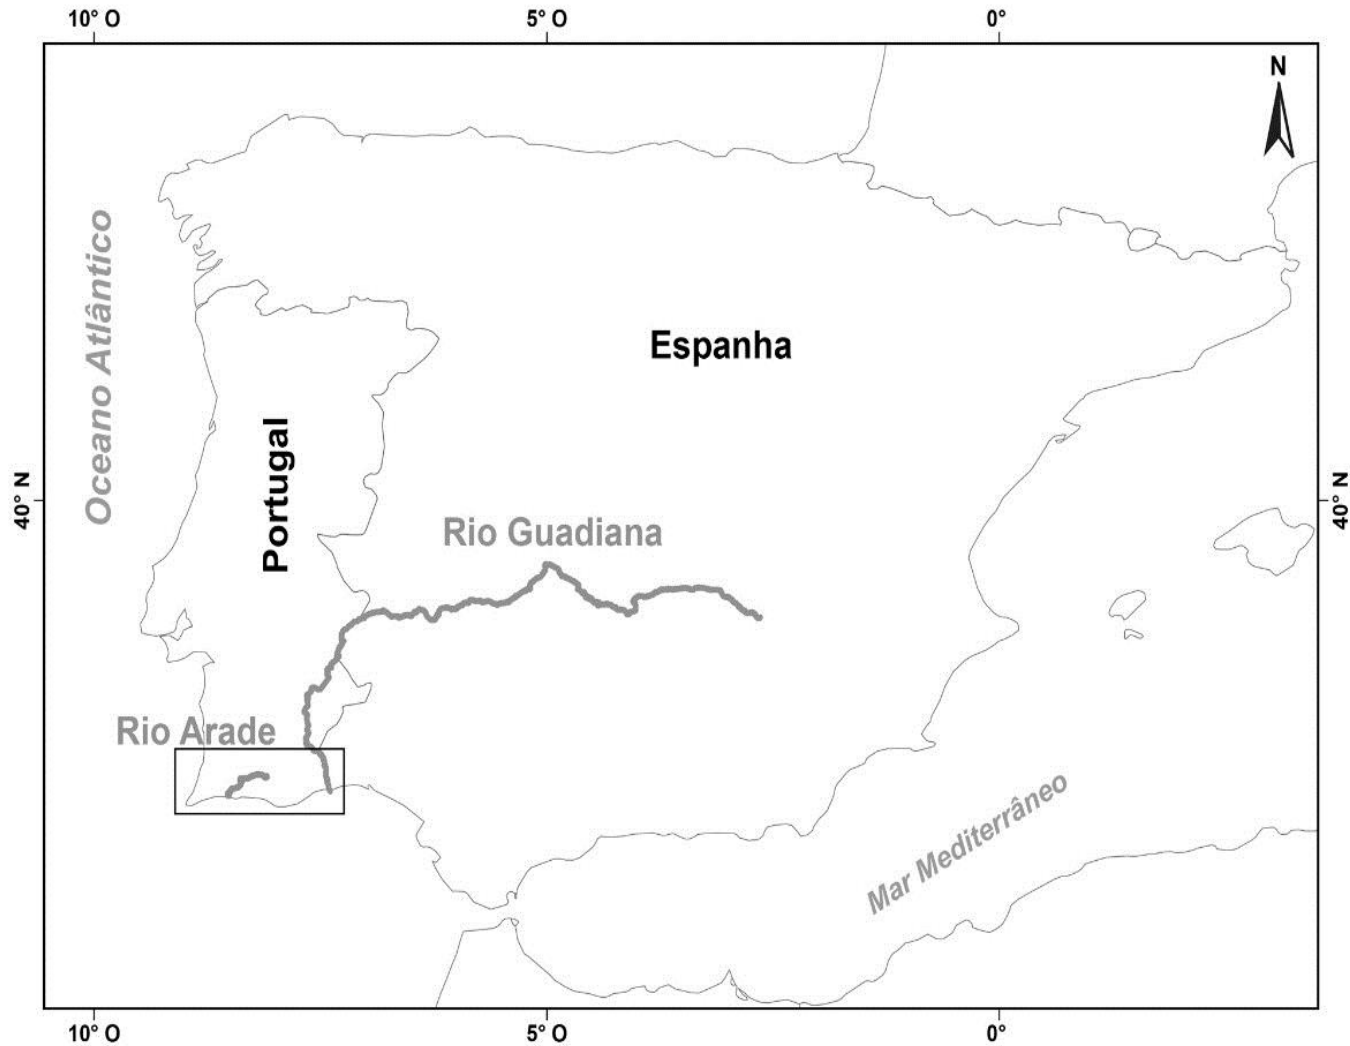 10° O
5° O
0°
N
Oceano Atlântico
Espanha
Portugal
40° N
40° N
Rio Guadiana
Rio Arade
Mar Mediterrâneo
10° O
5° O
0°